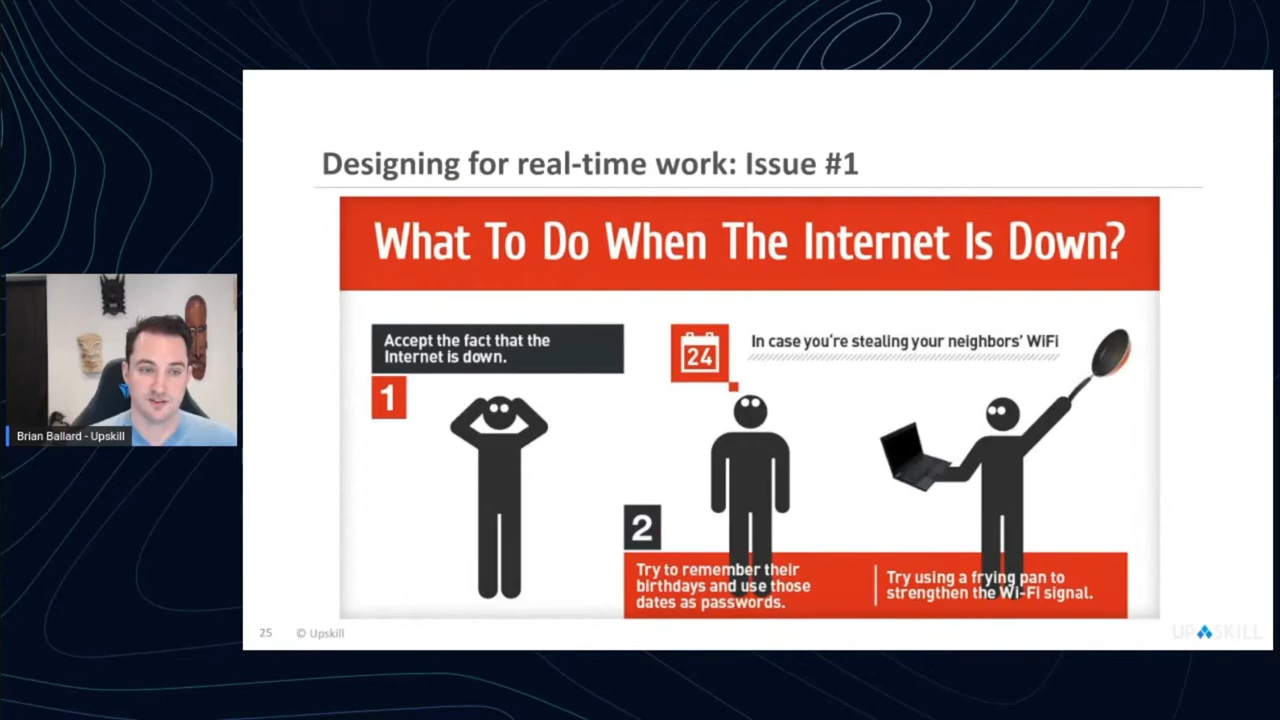 Designing for real-time work: Issue #1
What To Do When The Internet Is Down?
Accept the fact that the
Internet is down.
1
24
In case you're stealing your neighbors' WiFi
2
Try to remember their
birthdays and use those
dates as passwords.
Try using a frying pan to
strengthen the Wi-Fi signal.
Brian Ballard - Upskill
25 © Upskill
UPSKILL